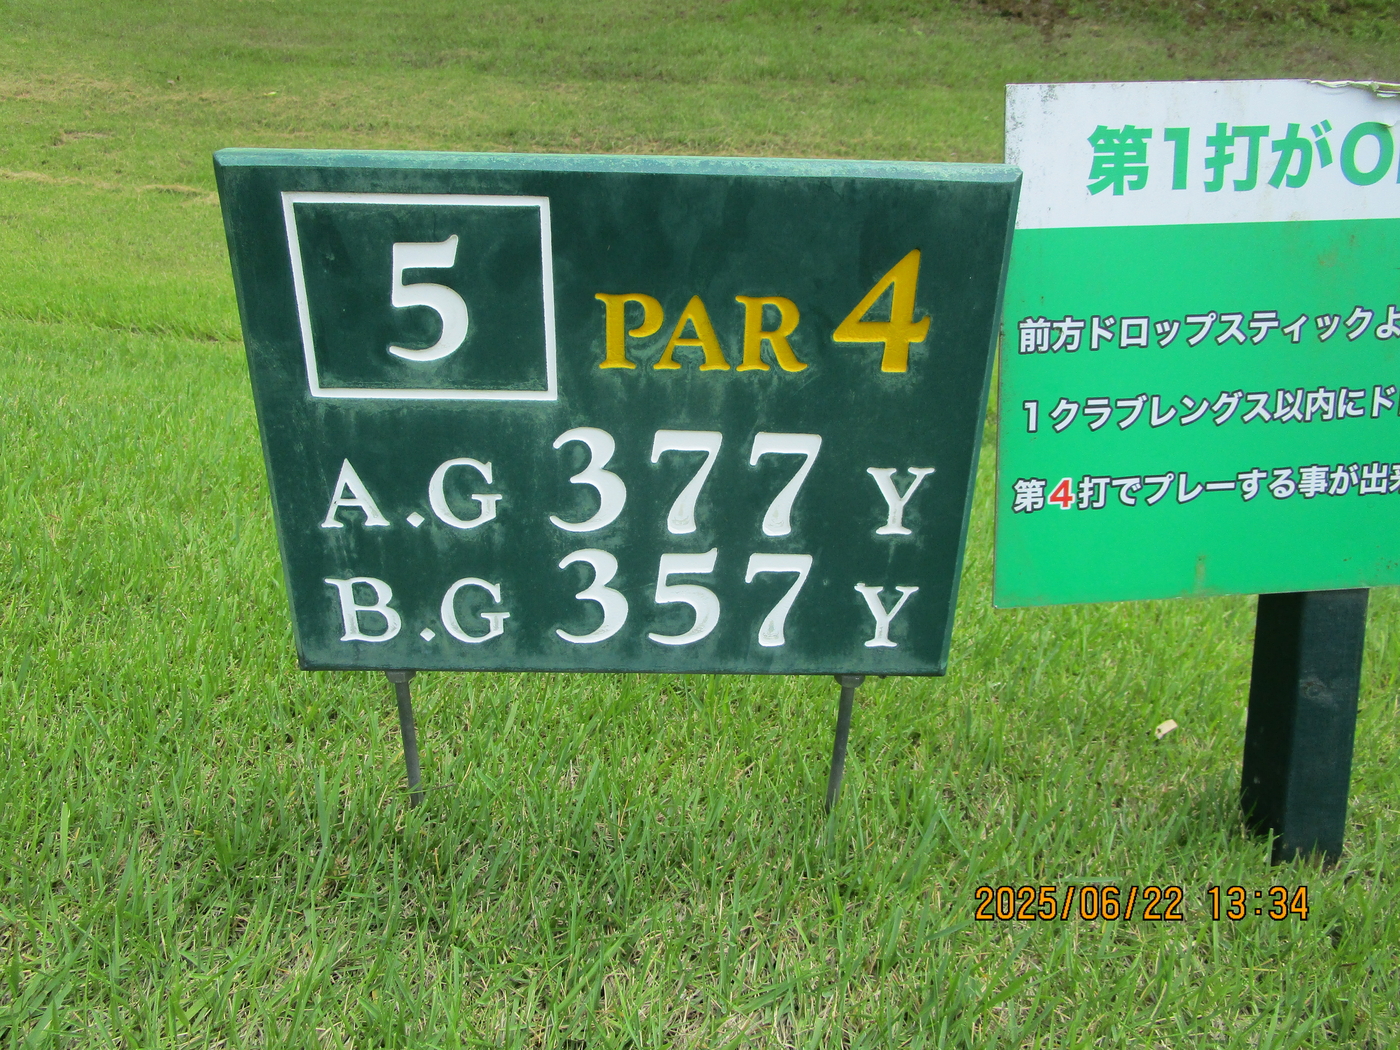 5
PAR 4
A.G 377 Y
B.G 357 Y
第1打がO
前方ドロップスティックよ
1クラブレングス以内にド
第4打でプレーする事が出来
2025/06/22 13:34